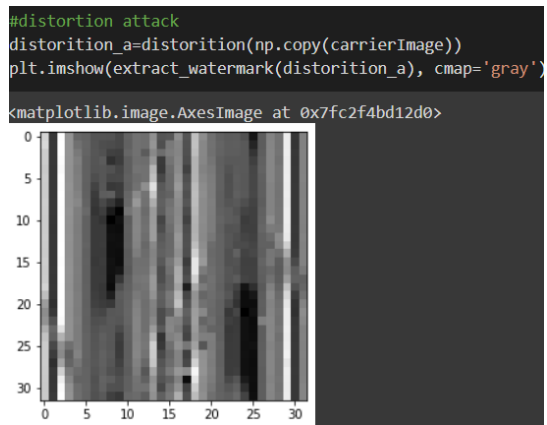 #distortion attack
distorition_a=distorition(np.copy(carrierImage))
plt.imshow(extract_watermark(distorition_a), cmap='gray')
<matplotlib.image.AxesImage at 0x7fc2f4bd12d0>
0
5
10
15
20
25
30
0 5 10 15 20 25 30